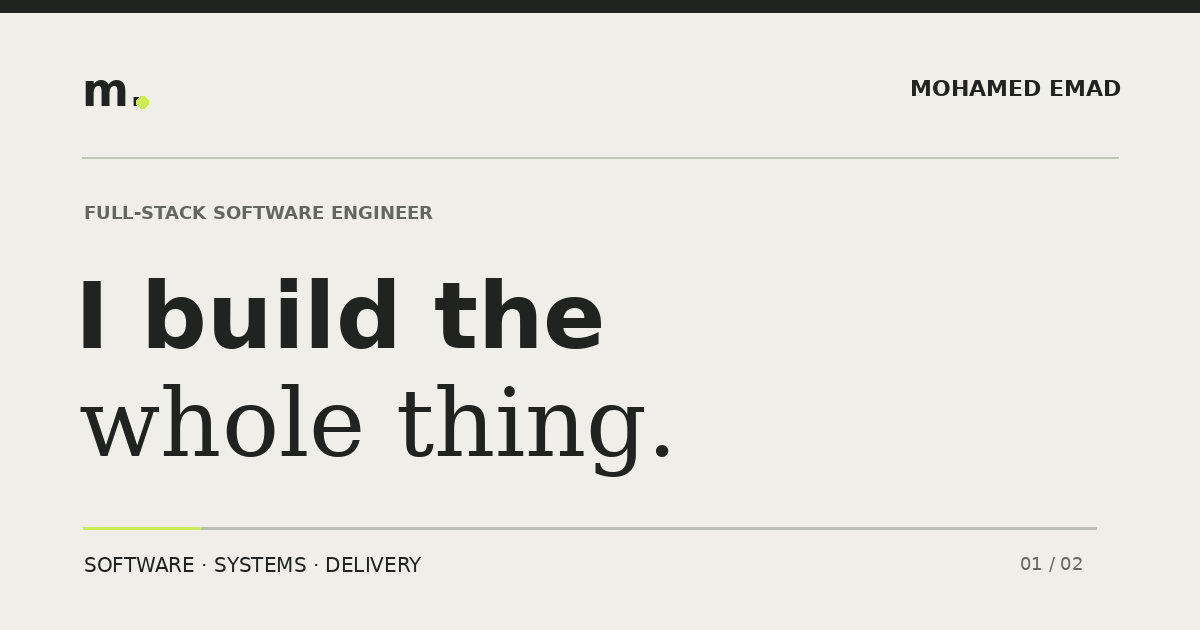 m.
MOHAMED EMAD
FULL-STACK SOFTWARE ENGINEER
I build the
whole thing.
SOFTWARE · SYSTEMS · DELIVERY
01 / 02